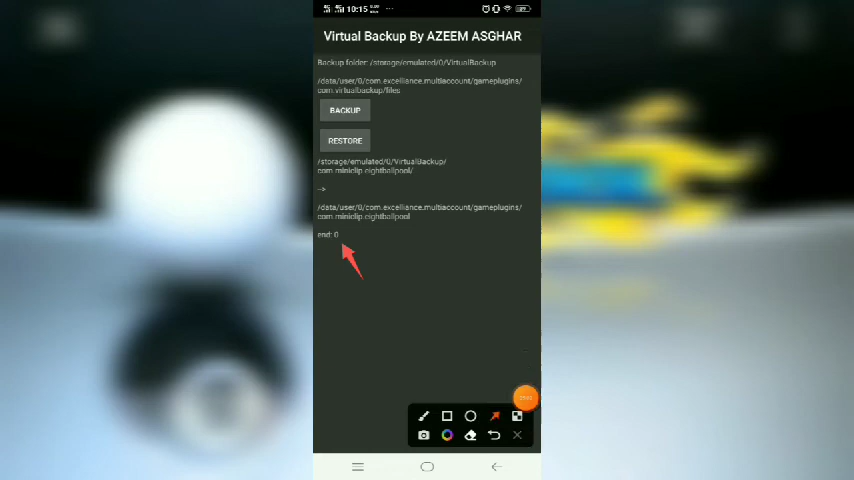 10:15
Virtual Backup By AZEEM ASGHAR
Backup folder: /storage/emulated/0/VirtualBackup
/data/user/0/com.excelliance.multiaccount/gameplugins/
com.virtualbackup/files
BACKUP
RESTORE
/storage/emulated/0/VirtualBackup/
com.miniclip.eightballpool/
-->
/data/user/0/com.excelliance.multiaccount/gameplugins/
com.miniclip.eightballpool
end: 0